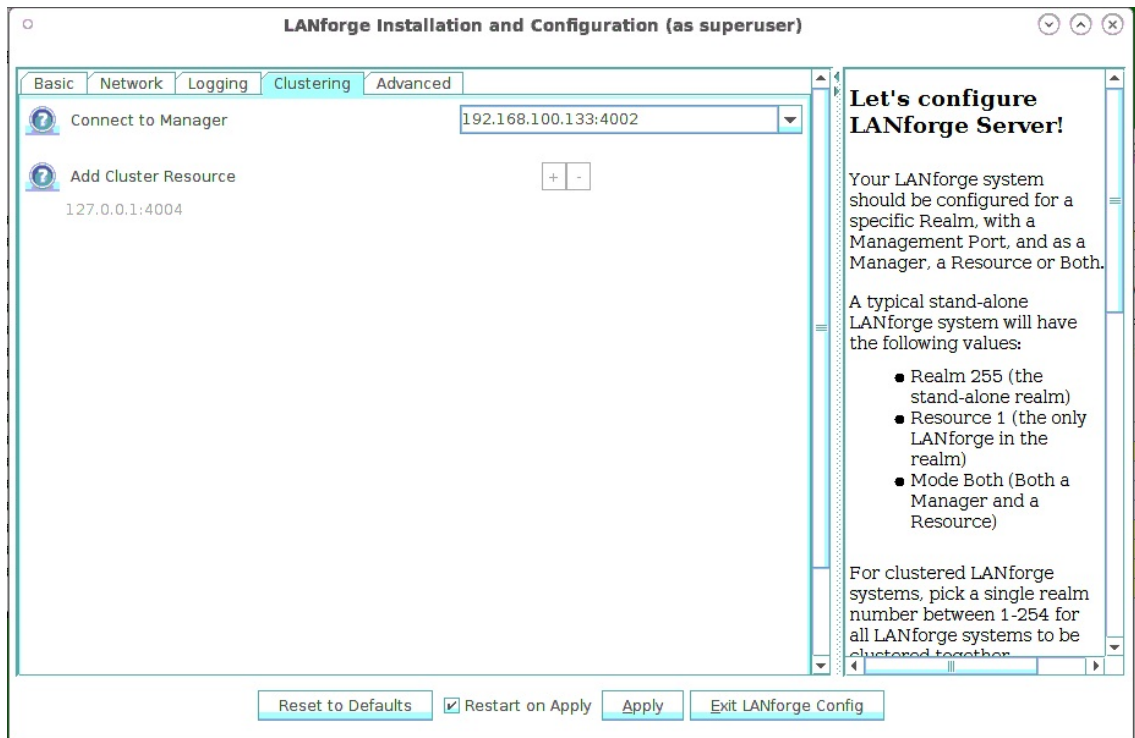 LANforge Installation and Configuration (as superuser)
Basic Network Logging Clustering Advanced
Connect to Manager 192.168.100.133:4002
Add Cluster Resource + -
127.0.0.1:4004
Let's configure
LANforge Server!
Your LANforge system
should be configured for a
specific Realm, with a
Management Port, and as a
Manager, a Resource or Both.
A typical stand-alone
LANforge system will have
the following values:
● Realm 255 (the
stand-alone realm)
● Resource 1 (the only
LANforge in the
realm)
● Mode Both (Both a
Manager and a
Resource)
For clustered LANforge
systems, pick a single realm
number between 1-254 for
all LANforge systems to be
clustered together
Reset to Defaults Restart on Apply Apply Exit LANforge Config